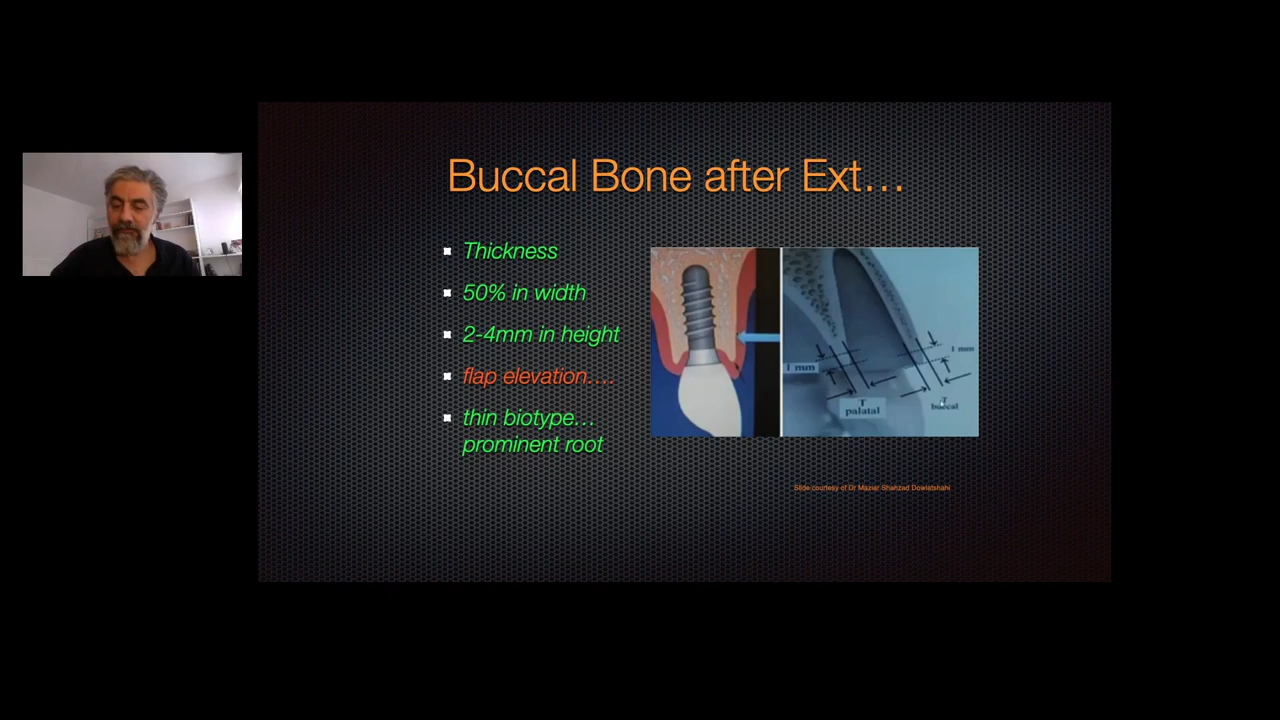 Buccal Bone after Ext…
Thickness
50% in width
2-4mm in height
flap elevation….
thin biotype…
prominent root
1 mm
1 mm
T
palatal
T
buccal
Slide courtesy of Dr Maziar Shahzad Dowlatshahi